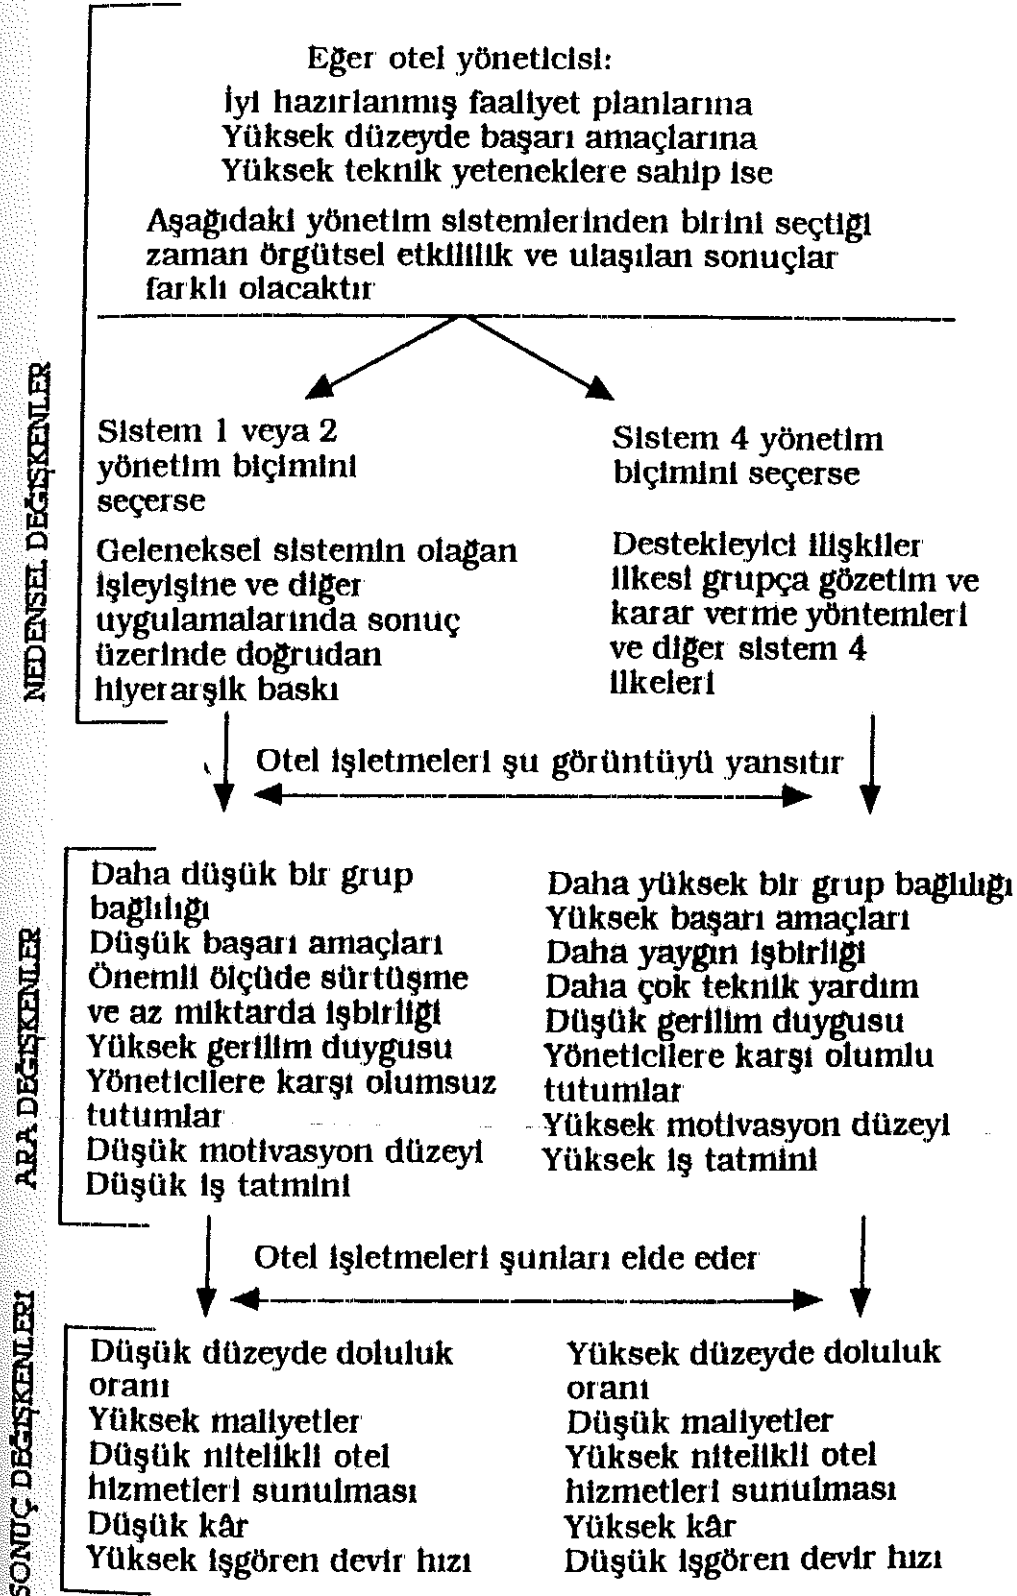 Eğer otel yöneticisi:
İyi hazırlanmış faaliyet planlarına
Yüksek düzeyde başarı amaçlarına
Yüksek teknik yeteneklere sahip ise
Aşağıdaki yönetim sistemlerinden birini seçtiği
zaman örgütsel etkililik ve ulaşılan sonuçlar
farklı olacaktır
NEDENSEL DEĞIŞKENLER
Sistem 1 veya 2
yönetim biçimini
seçerse
Geleneksel sistemin olağan
işleyişine ve diğer
uygulamalarında sonuç
üzerinde doğrudan
hiyerarşik baskı
Sistem 4 yönetim
biçimini seçerse
Destekleyici ilişkiler
ilkesi grupça gözetim ve
karar verme yöntemleri
ve diğer sistem 4
ilkeleri
Otel işletmeleri şu görüntüyü yansıtır
ARA DEĞIŞKENLER
Daha düşük bir grup
bağlılığı
Düşük başarı amaçları
Önemli ölçüde sürtüşme
ve az miktarda işbirliği
Yüksek gerilim duygusu
Yöneticilere karşı olumsuz
tutumlar
Düşük motivasyon düzeyi
Düşük iş tatmini
Daha yüksek bir grup bağlılığı
Yüksek başarı amaçları
Daha yaygın işbirliği
Daha çok teknik yardım
Düşük gerilim duygusu
Yöneticilere karşı olumlu
tutumlar
Yüksek motivasyon düzeyi
Yüksek iş tatmini
Otel işletmeleri şunları elde eder
SONUÇ DEĞIŞKENLERI
Düşük düzeyde doluluk
oranı
Yüksek maliyetler
Düşük nitelikli otel
hizmetleri sunulması
Düşük kâr
Yüksek işgören devir hızı
Yüksek düzeyde doluluk
oranı
Düşük maliyetler
Yüksek nitelikli otel
hizmetleri sunulması
Yüksek kâr
Düşük işgören devir hızı